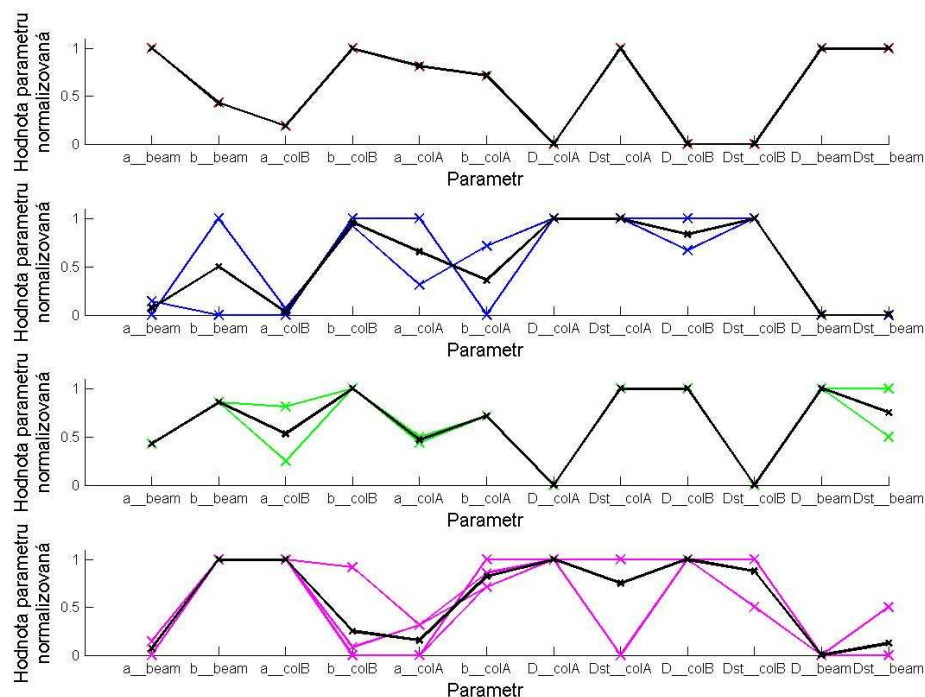 Hodnota parametru
normalizovaná
1
0.5
0
a__beam b__beam a__colB b__colB a__colA b__colA D__colA Dst__colA D__colB Dst__colB D__beam Dst__beam
Parametr
Hodnota parametru
normalizovaná
1
0.5
0
a__beam b__beam a__colB b__colB a__colA b__colA D__colA Dst__colA D__colB Dst__colB D__beam Dst__beam
Parametr
Hodnota parametru
normalizovaná
1
0.5
0
a__beam b__beam a__colB b__colB a__colA b__colA D__colA Dst__colA D__colB Dst__colB D__beam Dst__beam
Parametr
Hodnota parametru
normalizovaná
1
0.5
0
a__beam b__beam a__colB b__colB a__colA b__colA D__colA Dst__colA D__colB Dst__colB D__beam Dst__beam
Parametr